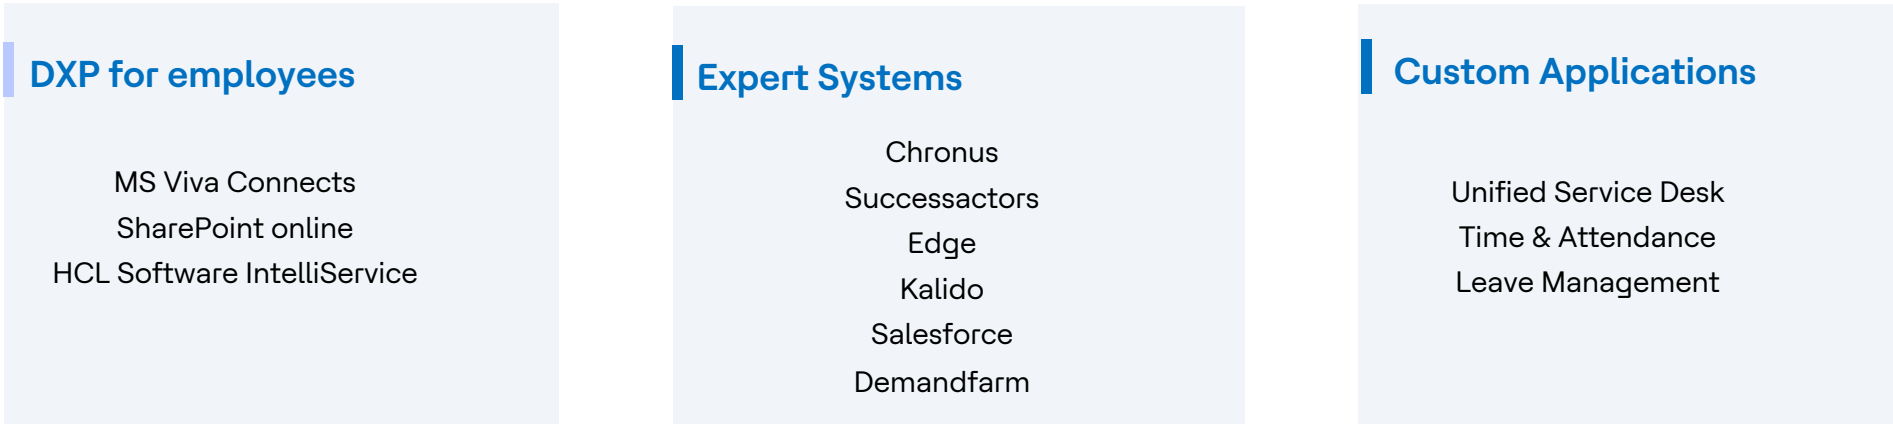 DXP for employees
MS Viva Connects
SharePoint online
HCL Software IntelliService
Expert Systems
Chronus
Successactors
Edge
Kalido
Salesforce
Demandfarm
Custom Applications
Unified Service Desk
Time & Attendance
Leave Management